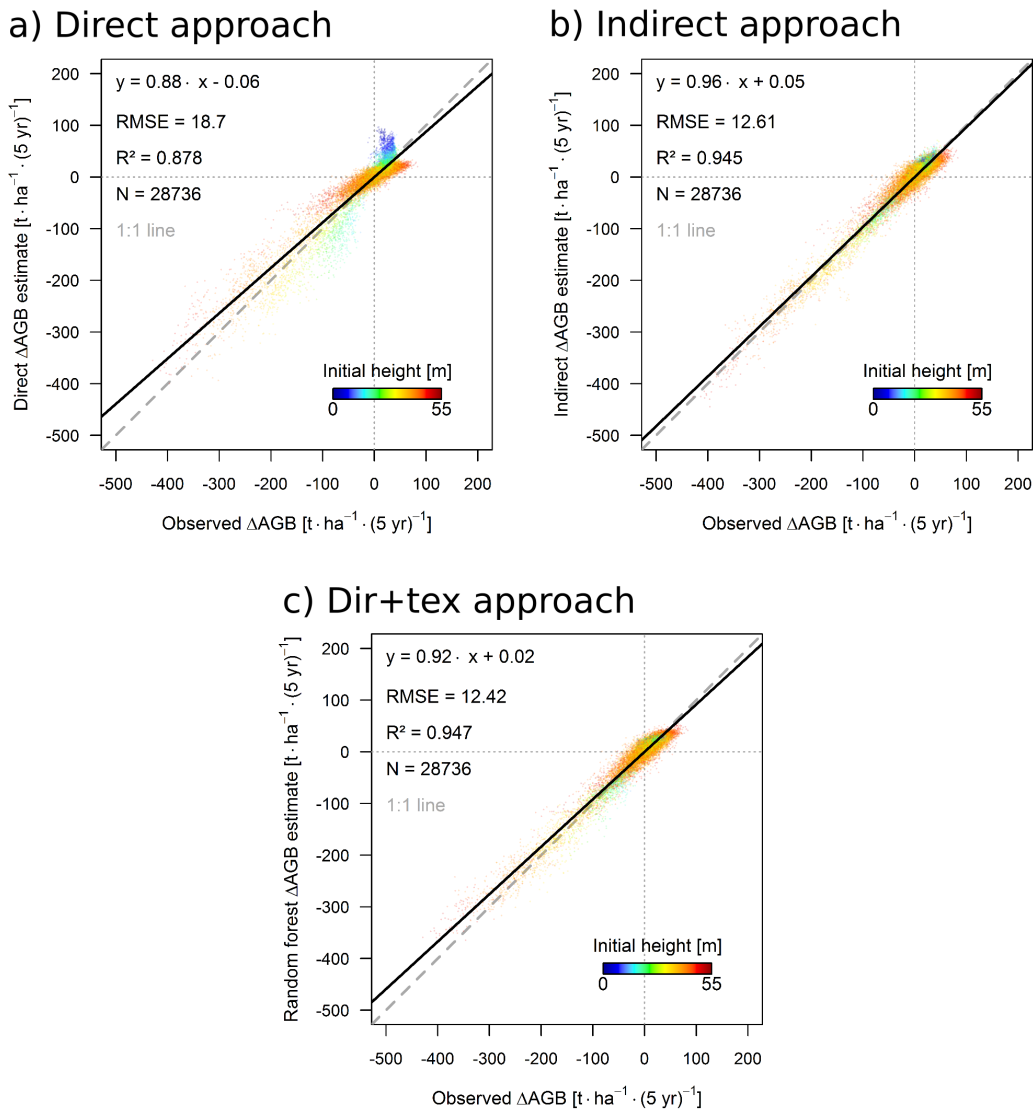 a) Direct approach
y = 0.88 · x - 0.06
RMSE = 18.7
R² = 0.878
N = 28736
1:1 line
Initial height [m]
0 55
200
100
0
-100
-200
-300
-400
-500
-500 -400 -300 -200 -100 0 100 200
Direct ΔAGB estimate [t · ha⁻¹ · (5 yr)⁻¹]
Observed ΔAGB [t · ha⁻¹ · (5 yr)⁻¹]
b) Indirect approach
y = 0.96 · x + 0.05
RMSE = 12.61
R² = 0.945
N = 28736
1:1 line
Initial height [m]
0 55
200
100
0
-100
-200
-300
-400
-500
-500 -400 -300 -200 -100 0 100 200
Indirect ΔAGB estimate [t · ha⁻¹ · (5 yr)⁻¹]
Observed ΔAGB [t · ha⁻¹ · (5 yr)⁻¹]
c) Dir+tex approach
y = 0.92 · x + 0.02
RMSE = 12.42
R² = 0.947
N = 28736
1:1 line
Initial height [m]
0 55
200
100
0
-100
-200
-300
-400
-500
-500 -400 -300 -200 -100 0 100 200
Random forest ΔAGB estimate [t · ha⁻¹ · (5 yr)⁻¹]
Observed ΔAGB [t · ha⁻¹ · (5 yr)⁻¹]